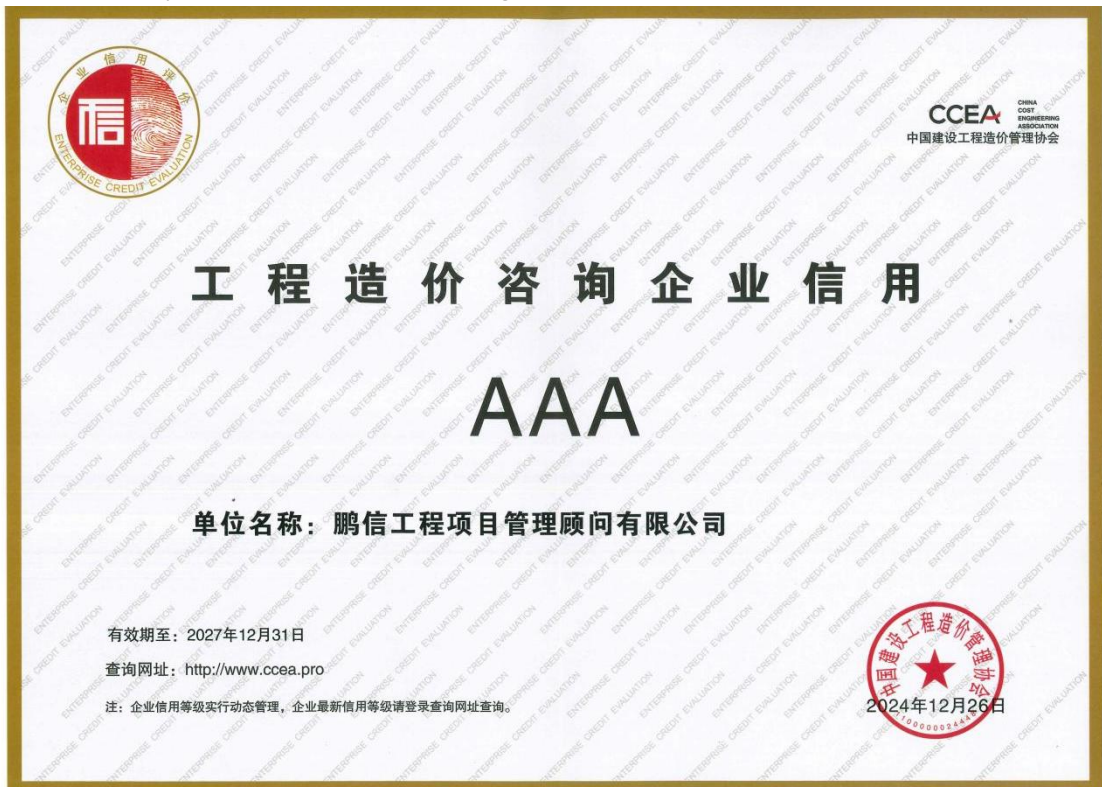 企业信用评价
信
ENTERPRISE CREDIT EVALUATION
CCEA
CHINA
COST
ENGINEERING
ASSOCIATION
中国建设工程造价管理协会
工程造价咨询企业信用
AAA
单位名称：鹏信工程项目管理顾问有限公司
有效期至：2027年12月31日
查询网址：http://www.ccea.pro
注：企业信用等级实行动态管理，企业最新信用等级请登录查询网址查询。
中国建设工程造价管理协会
2024年12月26日